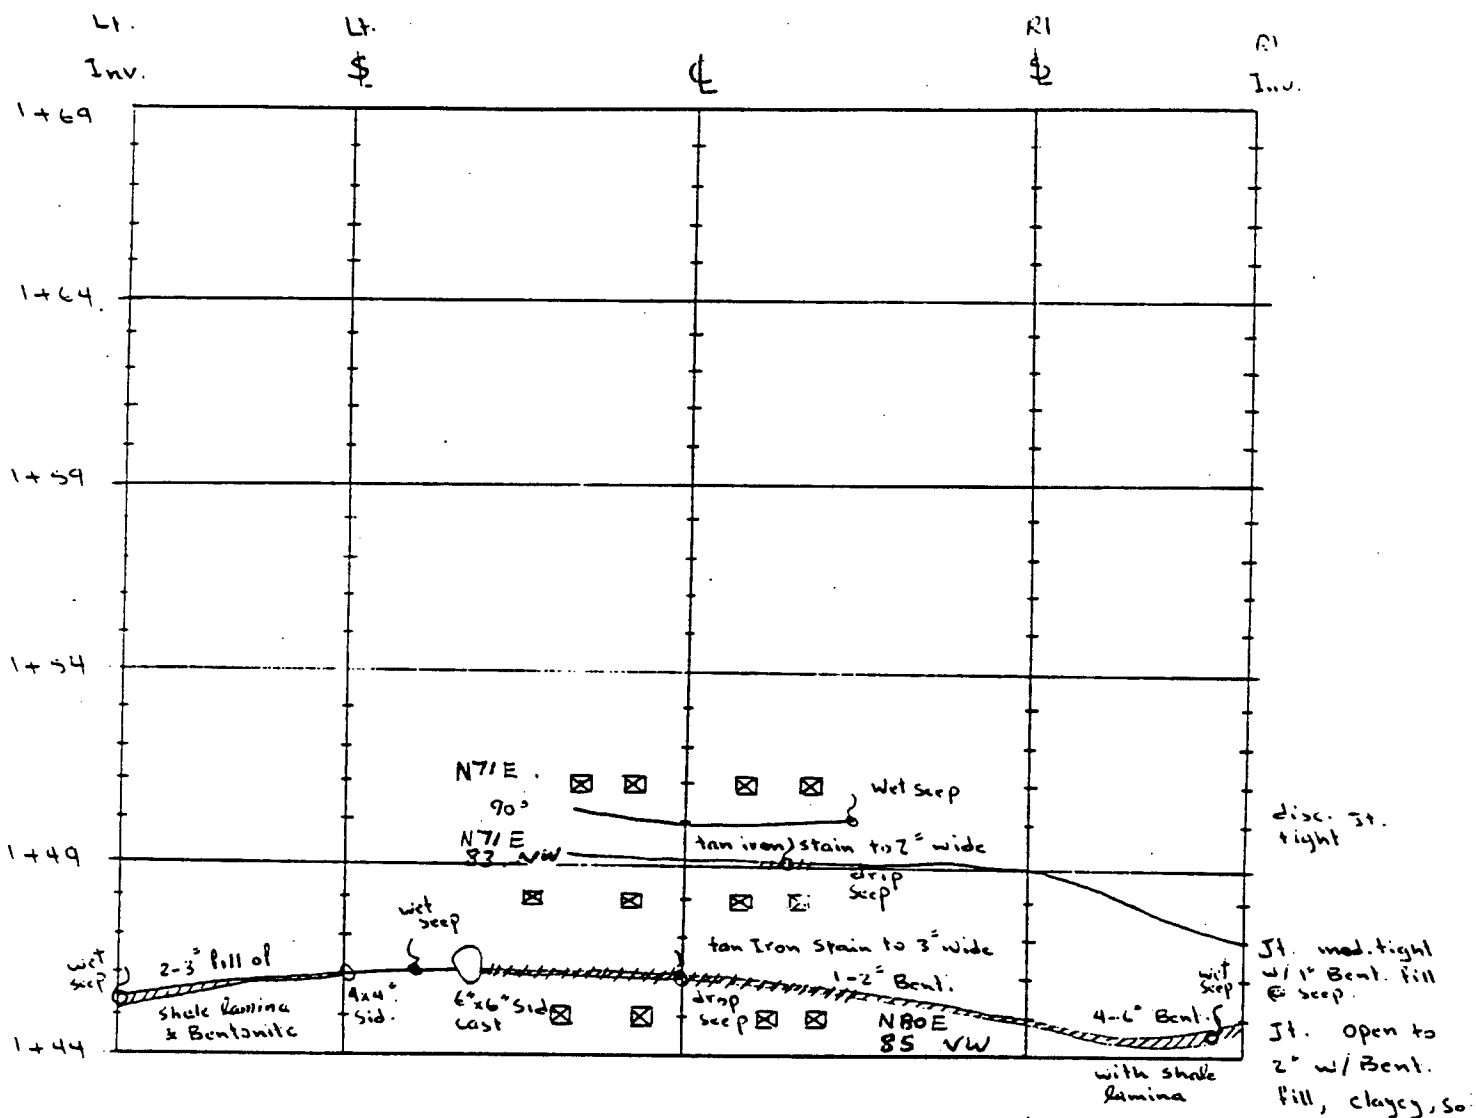 Lt. Lt. Rt Rt
Inv. ℄ Inv.
1+69
1+64
1+59
1+54
N71E.
90°
wet seep
disc. Jt.
tight
N71E
83 NW
tan iron stain to 2" wide
1+49
drip
seep
wet
seep
tan Iron Stain to 3" wide
Jt. mod. tight
w/ 1" Bent. fill
@ seep.
wet
seep
2-3" fill of
1-2" Bent.
wet
seep
shale lamina
& Bentonite
4x4"
Sid.
6"x6" Sid
cast
drop
seep
N80E
85 NW
4-6" Bent.
1+44
Jt. open to
2" w/ Bent.
fill, clayey, so
with shale
lamina